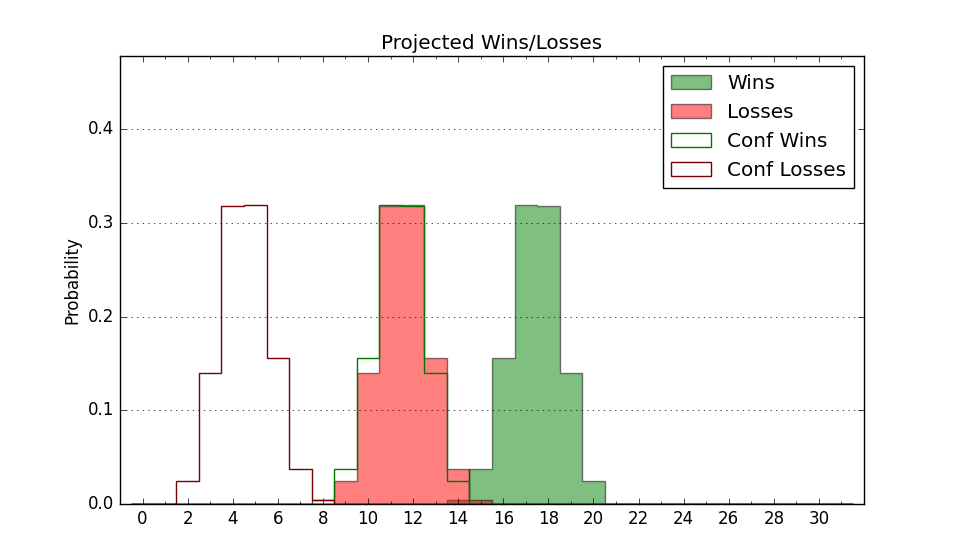 Projected Wins/Losses
Wins
Losses
Conf Wins
Conf Losses
Probability
0.4
0.3
0.2
0.1
0.0
0 2 4 6 8 10 12 14 16 18 20 22 24 26 28 30